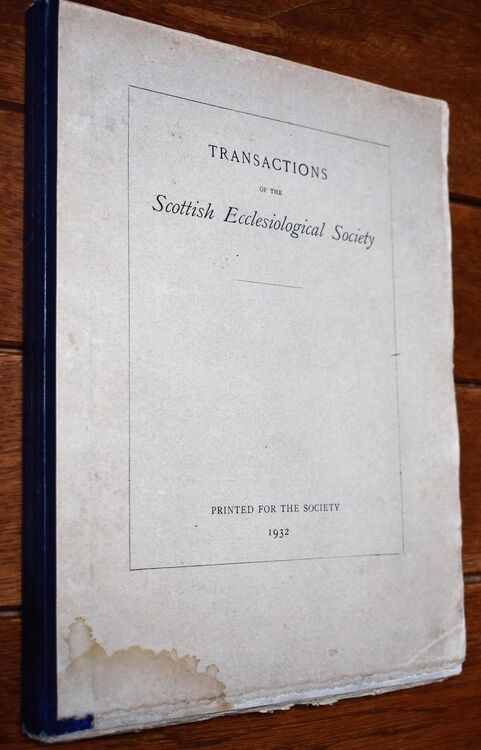 TRANSACTIONS
OF THE
Scottish Ecclesiological Society
PRINTED FOR THE SOCIETY
1932